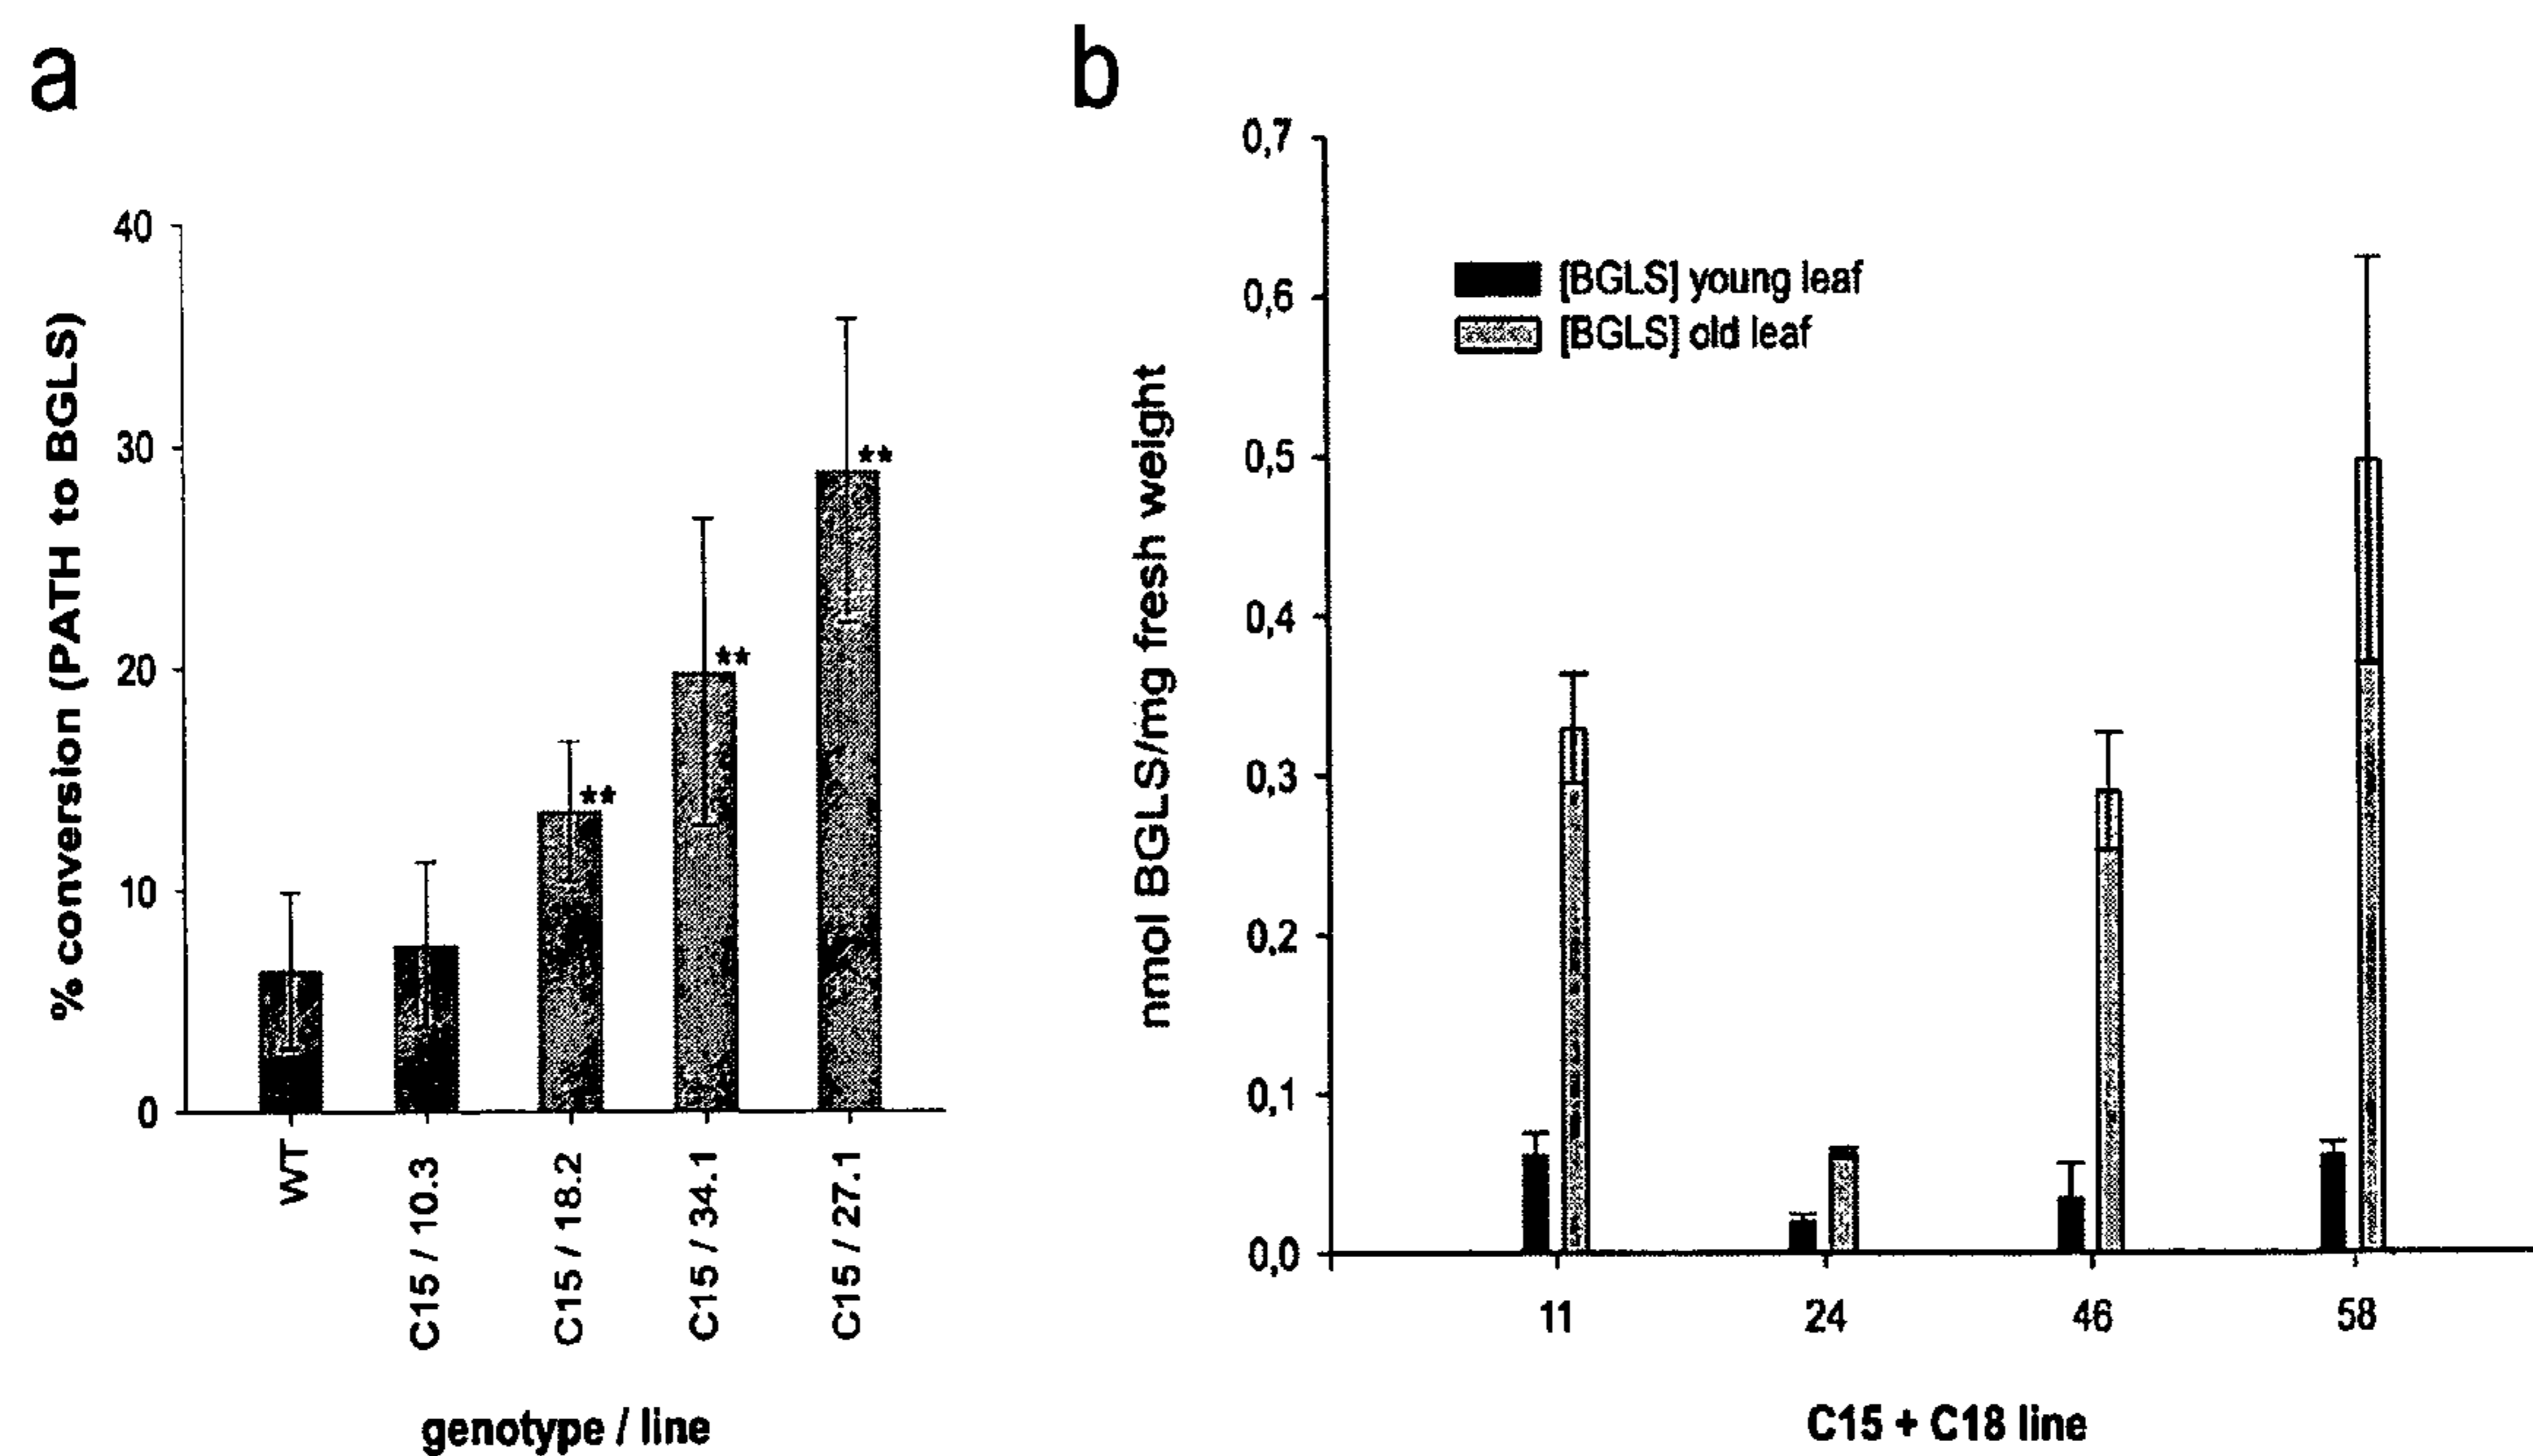 a
% conversion (PATH to BGLS)
40
30
20
10
0
**
**
**
WT
C15 / 10.3
C15 / 18.2
C15 / 34.1
C15 / 27.1
genotype / line
b
nmol BGLS/mg fresh weight
0,7
0,6
0,5
0,4
0,3
0,2
0,1
0,0
[BGLS] young leaf
[BGLS] old leaf
11
24
46
58
C15 + C18 line